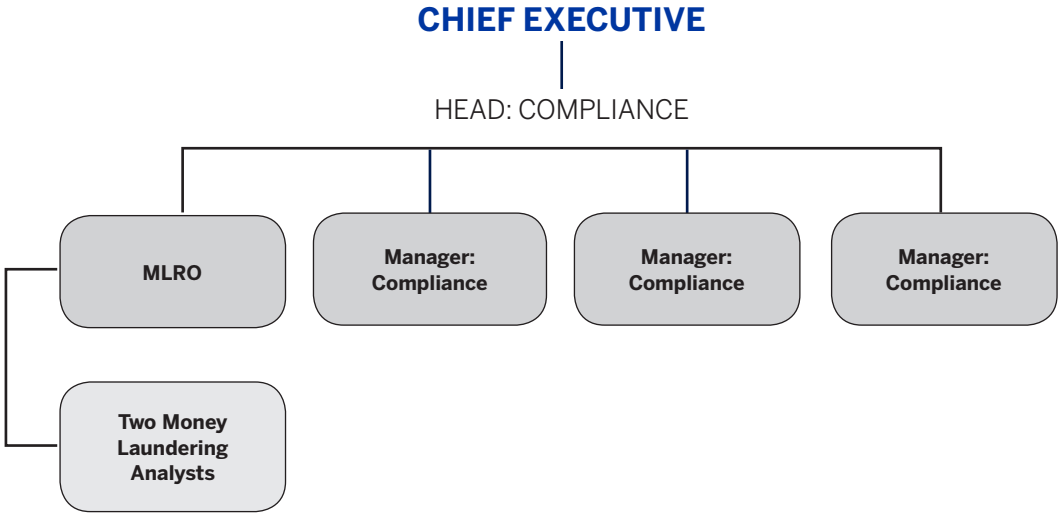 CHIEF EXECUTIVE
HEAD: COMPLIANCE
MLRO
Manager:
Compliance
Manager:
Compliance
Manager:
Compliance
Two Money
Laundering
Analysts